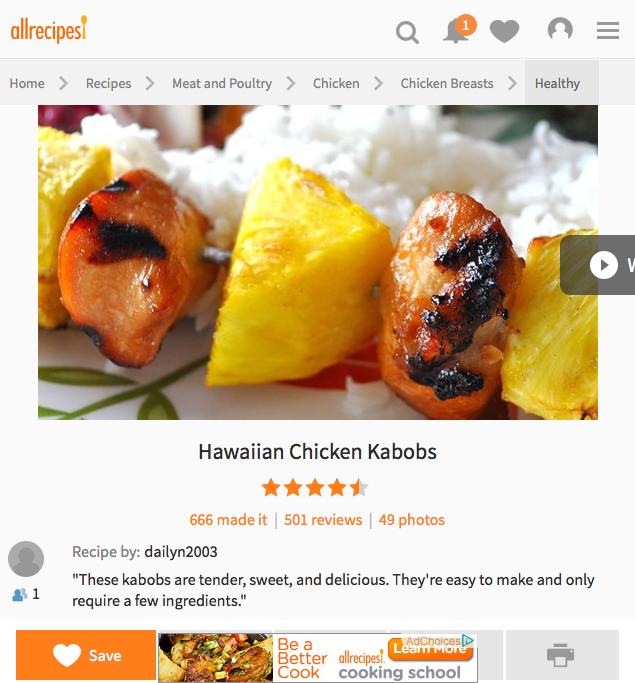 allrecipes
1
Home Recipes Meat and Poultry Chicken Chicken Breasts Healthy
W
Hawaiian Chicken Kabobs
666 made it | 501 reviews | 49 photos
Recipe by: dailyn2003
1
"These kabobs are tender, sweet, and delicious. They're easy to make and only
require a few ingredients."
Save
Be a
Better
Cook
allrecipes
cooking school
AdChoices
Learn More